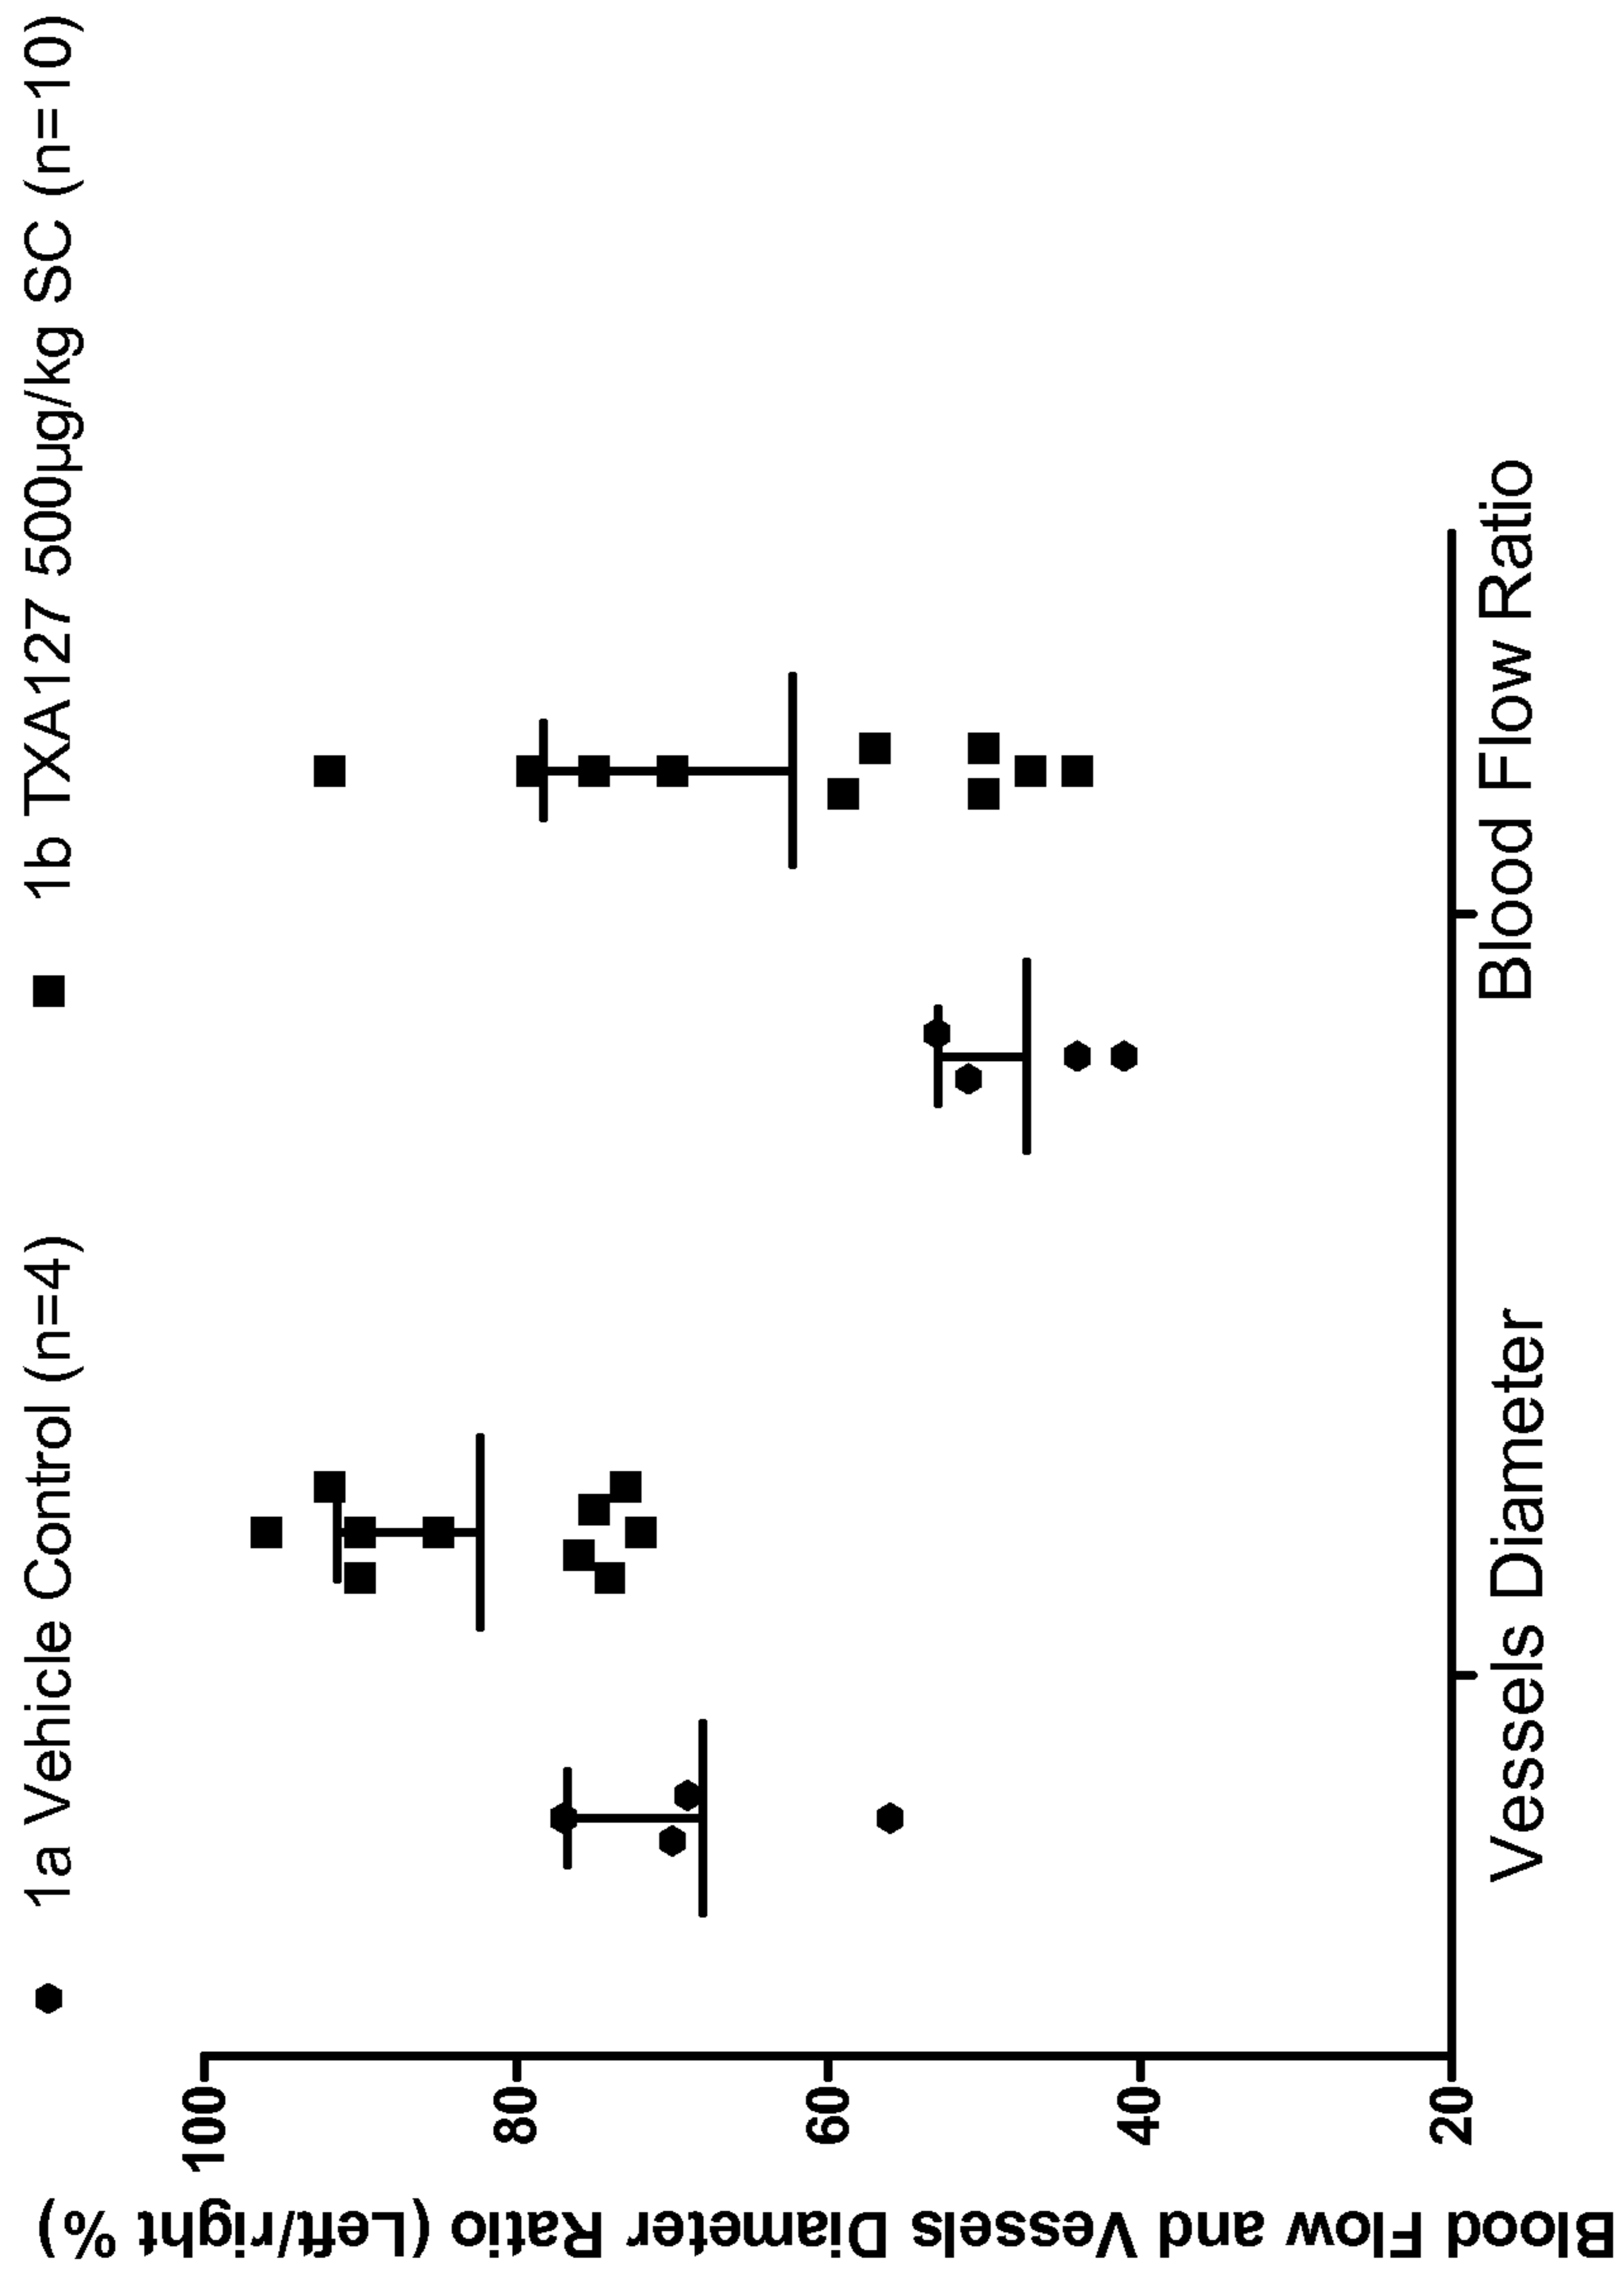 1a Vehicle Control (n=4)
1b TXA127 500µg/kg SC (n=10)
Blood Flow and Vessels Diameter Ratio (Left/right %)
100
80
60
40
20
Vessels Diameter
Blood Flow Ratio